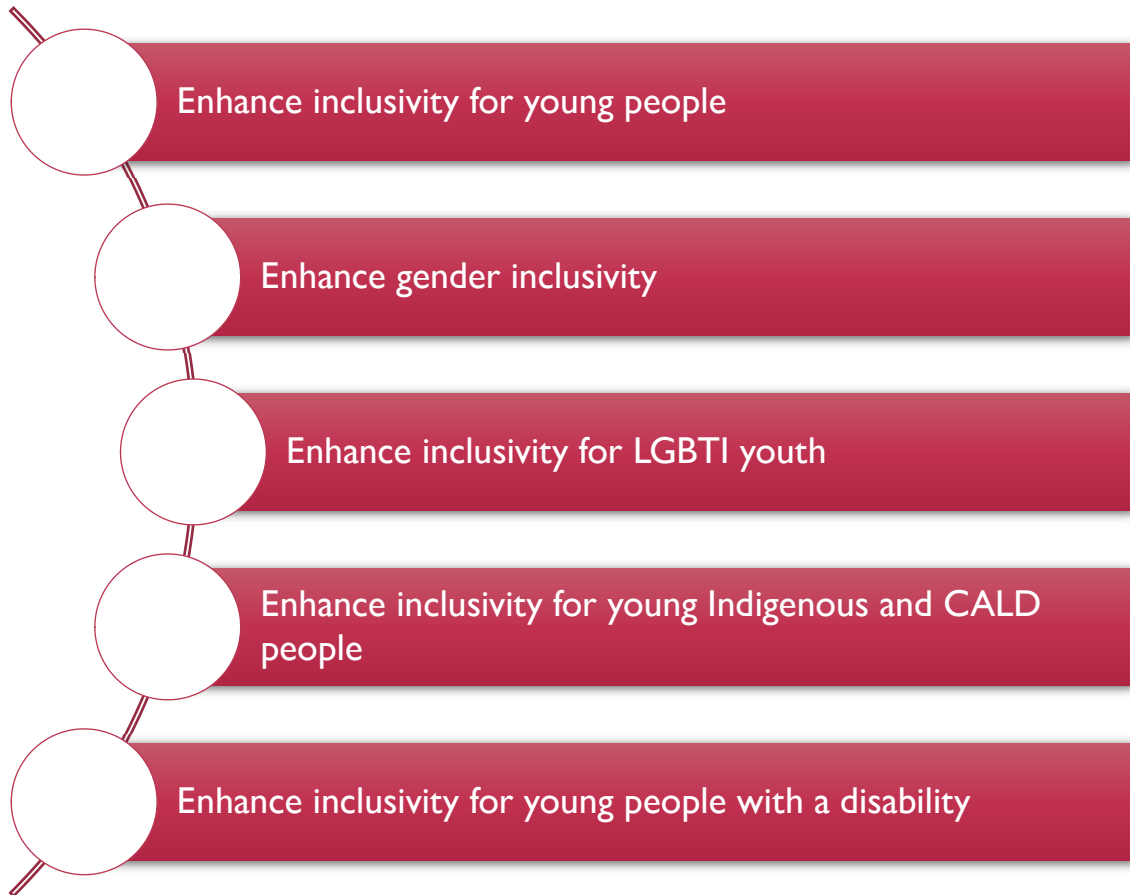 Enhance inclusivity for young people
Enhance gender inclusivity
Enhance inclusivity for LGBTI youth
Enhance inclusivity for young Indigenous and CALD
people
Enhance inclusivity for young people with a disability